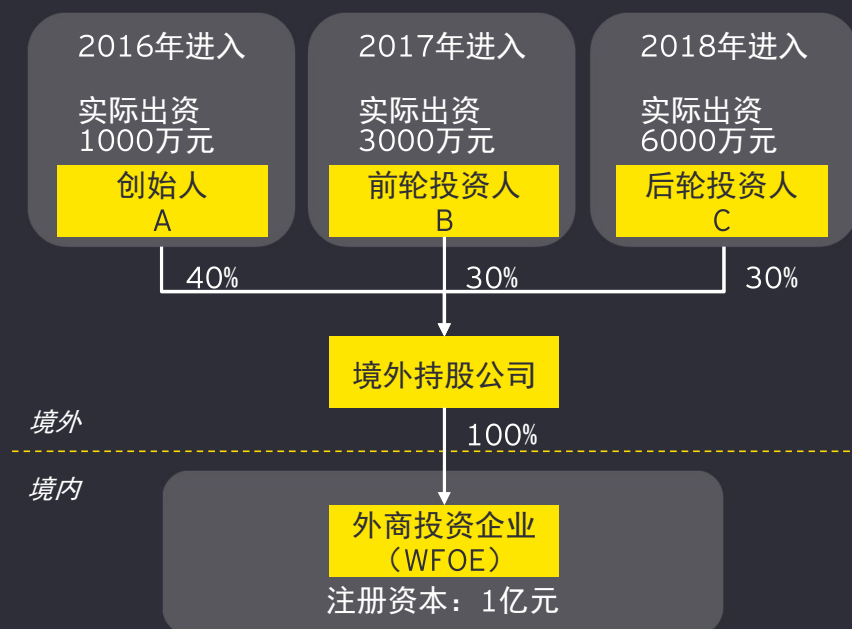 2016年进入
实际出资
1000万元
创始人
A
2017年进入
实际出资
3000万元
前轮投资人
B
2018年进入
实际出资
6000万元
后轮投资人
C
40%
30%
30%
境外持股公司
境外
100%
境内
外商投资企业
（WFOE）
注册资本：1亿元